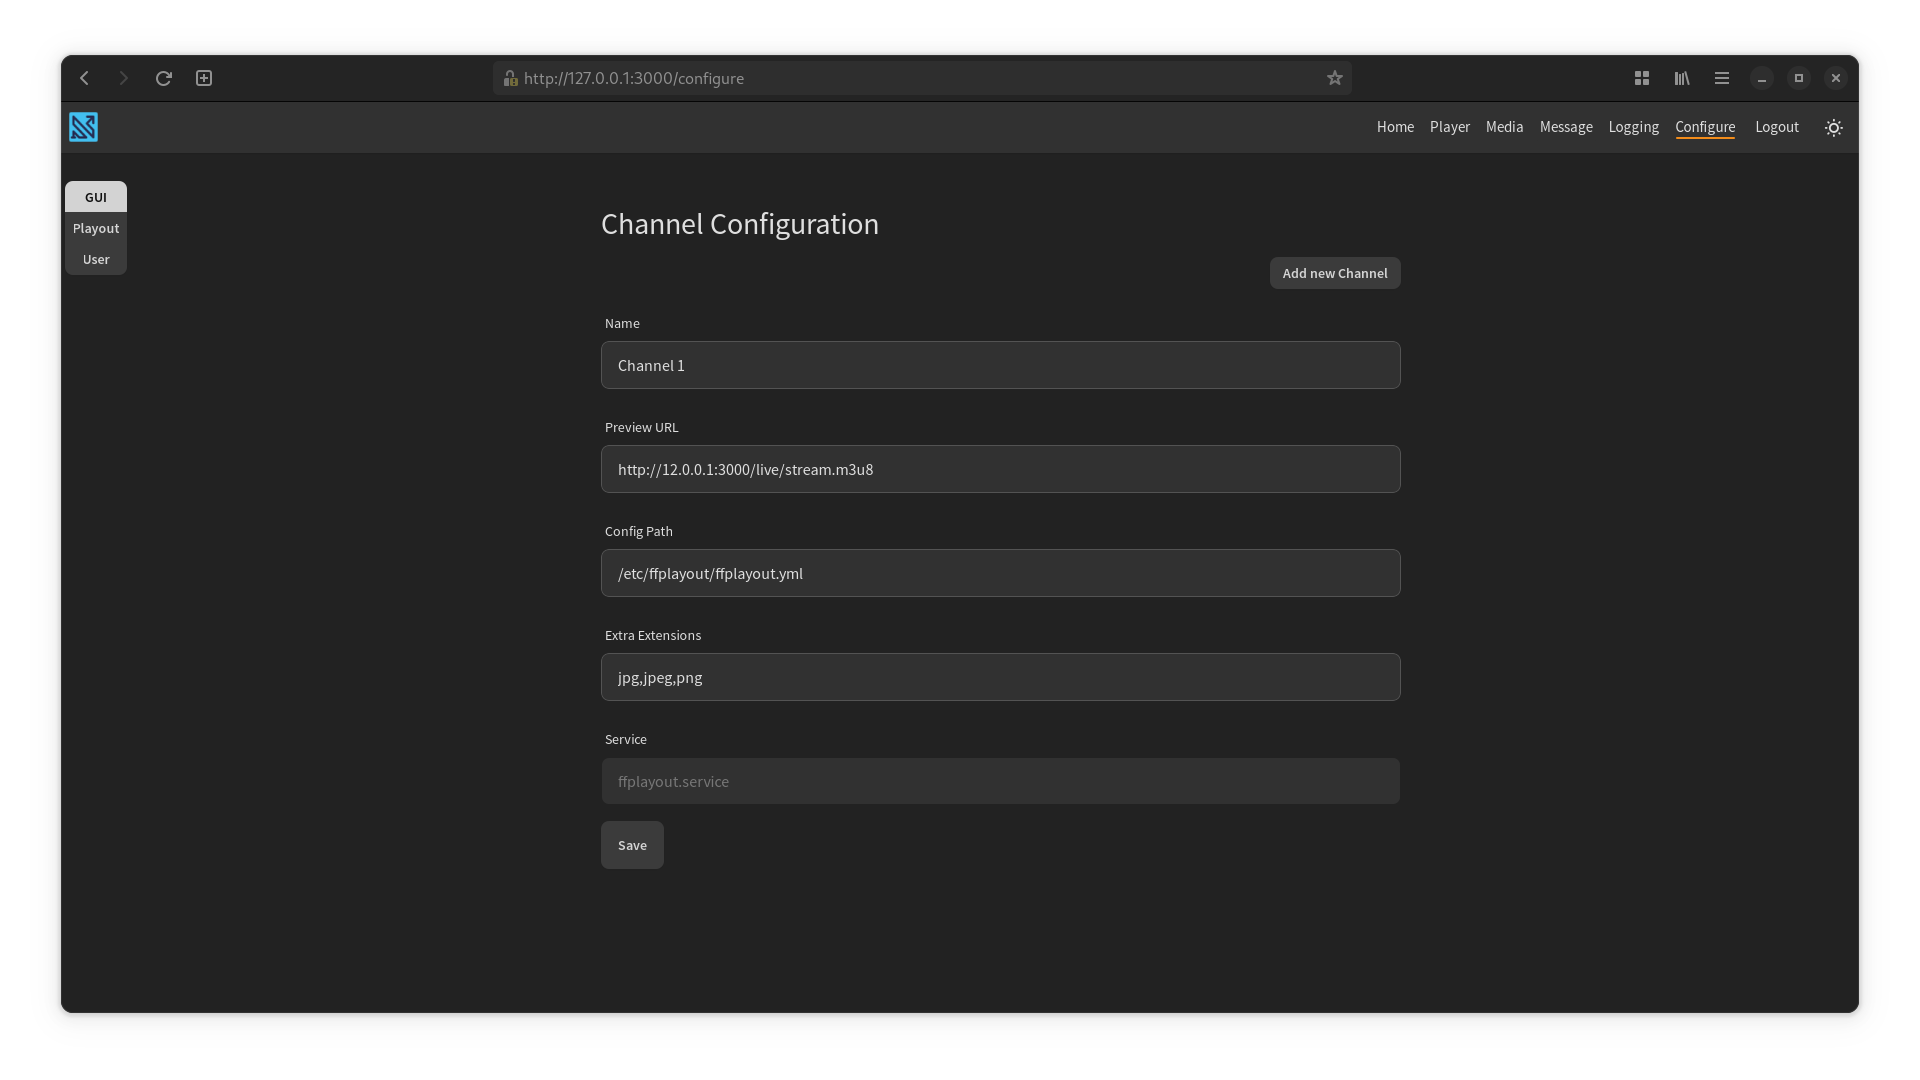 http://127.0.0.1:3000/configure
Home Player Media Message Logging Configure Logout
GUI
Playout
User
Channel Configuration
Add new Channel
Name
Channel 1
Preview URL
http://12.0.0.1:3000/live/stream.m3u8
Config Path
/etc/ffplayout/ffplayout.yml
Extra Extensions
jpg,jpeg,png
Service
ffplayout.service
Save